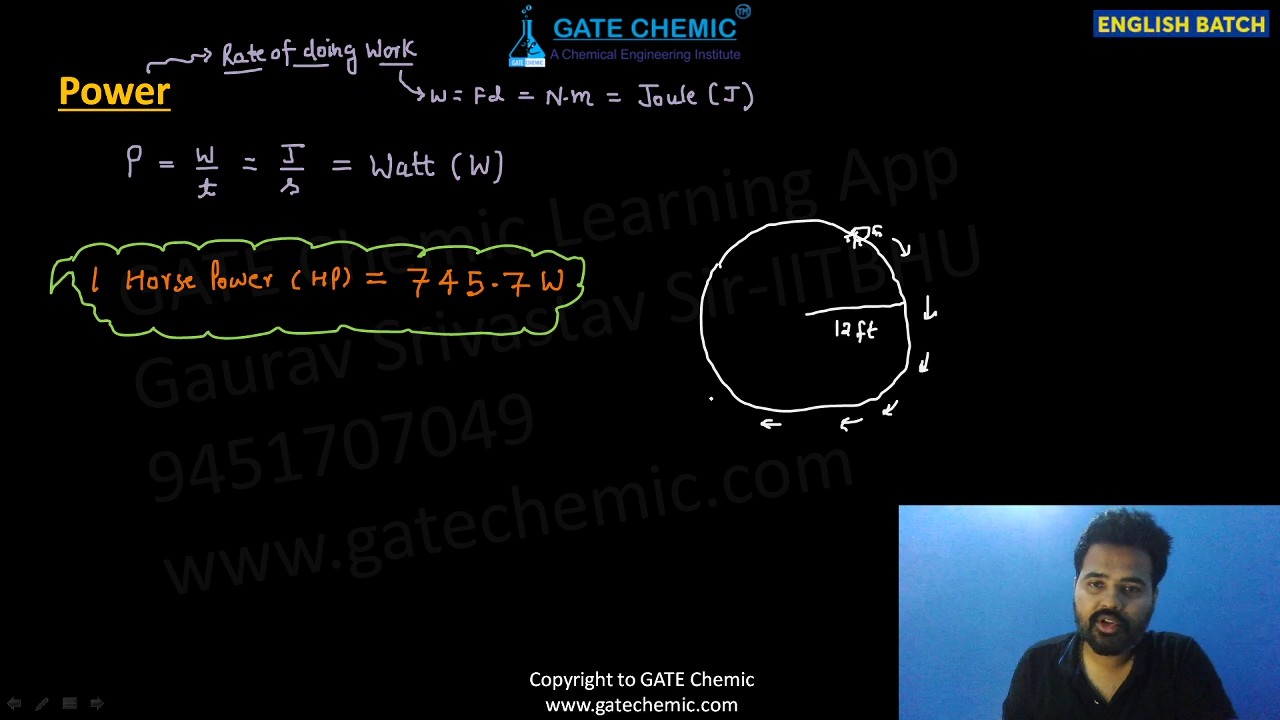 GATE CHEMIC™
A Chemical Engineering Institute
GATE CHEMIC
ENGLISH BATCH
Rate of doing Work
Power
W = Fd = N.m = Joule (J)
P = W/t = J/s = Watt (W)
1 Horse Power (HP) = 745.7 W
12 ft
GATE Chemic Learning App
Gaurav Srivastav Sir-IITBHU
9451707049
www.gatechemic.com
Copyright to GATE Chemic
www.gatechemic.com